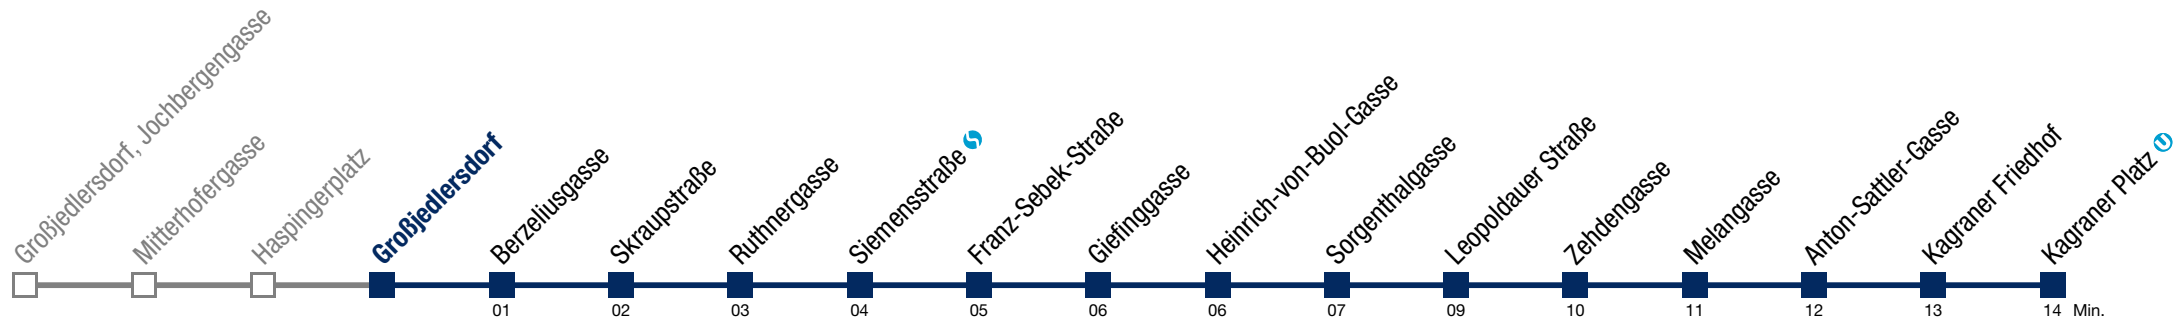 Großjedlersdorf, Jochbergengasse
Mitterhofergasse
Haspingerplatz
Großjedlersdorf
Berzeliusgasse
Skraupstraße
Ruthnergasse
Siemensstraße
Franz-Sebek-Straße
Giefinggasse
Heinrich-von-Buol-Gasse
Sorgenthalgasse
Leopoldauer Straße
Zehdengasse
Melangasse
Anton-Sattler-Gasse
Kagraner Friedhof
Kagraner Platz U
01 02 03 04 05 06 06 07 09 10 11 12 13 14 Min.